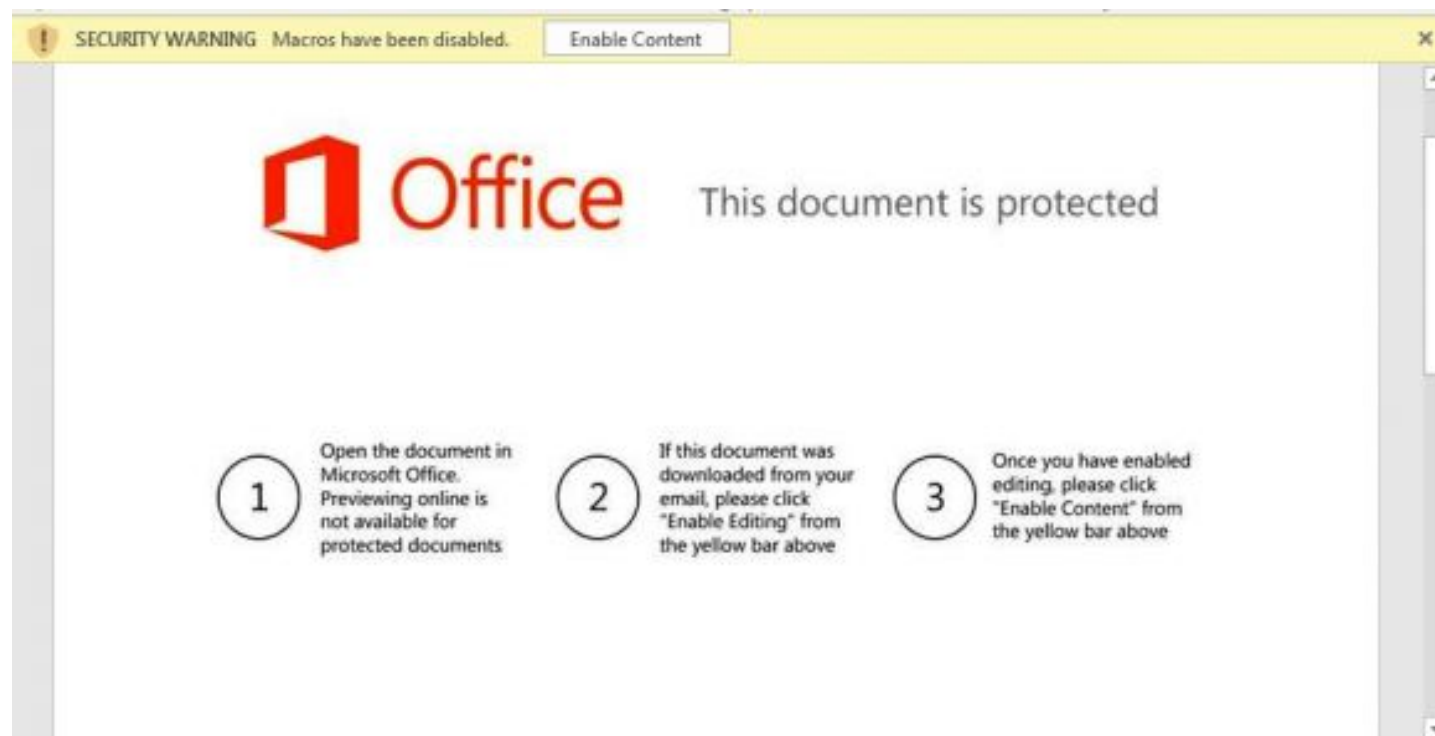 SECURITY WARNING Macros have been disabled. Enable Content
Office This document is protected
1
Open the document in
Microsoft Office.
Previewing online is
not available for
protected documents
2
If this document was
downloaded from your
email, please click
"Enable Editing" from
the yellow bar above
3
Once you have enabled
editing, please click
"Enable Content" from
the yellow bar above